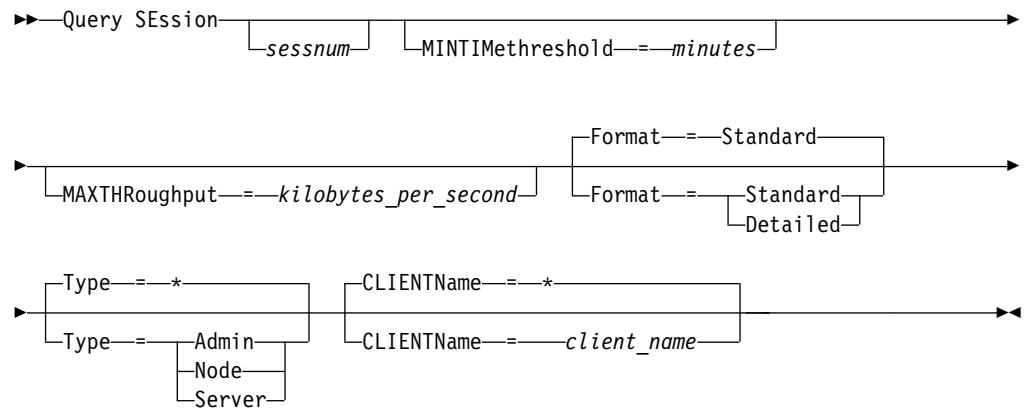 Query SEssion
sessnum
MINTIMethreshold = minutes
Format = Standard
MAXTHRoughput = kilobytes_per_second
Format = Standard
Detailed
Type = *
CLIENTName = *
Type = Admin
CLIENTName = client_name
Node
Server